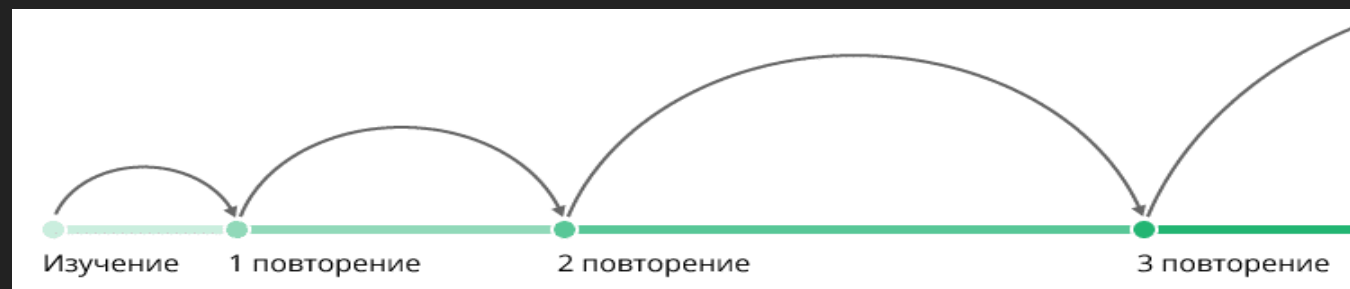 Изучение
1 повторение
2 повторение
3 повторение